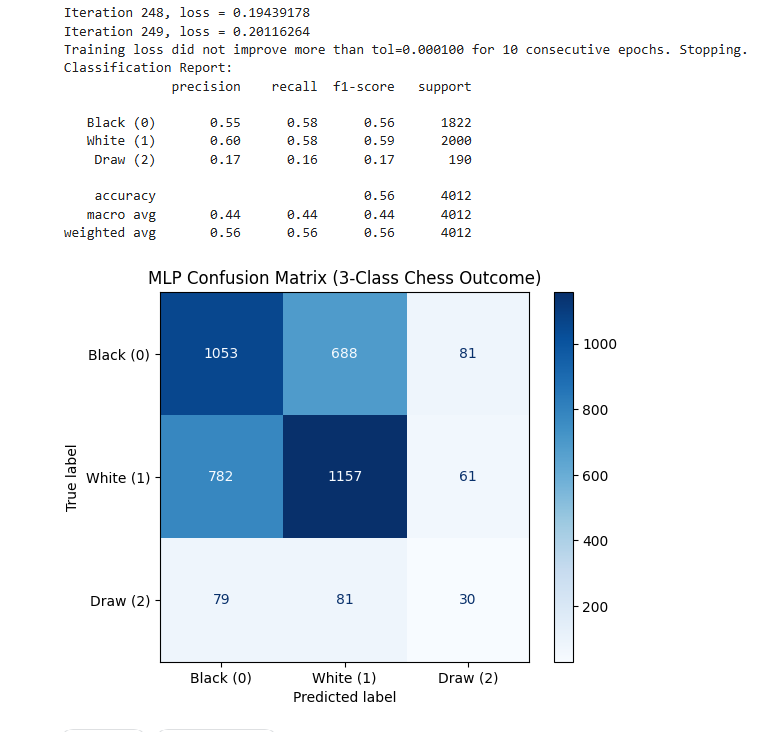 Iteration 248, loss = 0.19439178
Iteration 249, loss = 0.20116264
Training loss did not improve more than tol=0.000100 for 10 consecutive epochs. Stopping.
Classification Report:
precision recall f1-score support
Black (0) 0.55 0.58 0.56 1822
White (1) 0.60 0.58 0.59 2000
Draw (2) 0.17 0.16 0.17 190
accuracy 0.56 4012
macro avg 0.44 0.44 0.44 4012
weighted avg 0.56 0.56 0.56 4012
MLP Confusion Matrix (3-Class Chess Outcome)
Black (0) 1053 688 81
White (1) 782 1157 61
Draw (2) 79 81 30
Black (0) White (1) Draw (2)
Predicted label
True label
1000
800
600
400
200